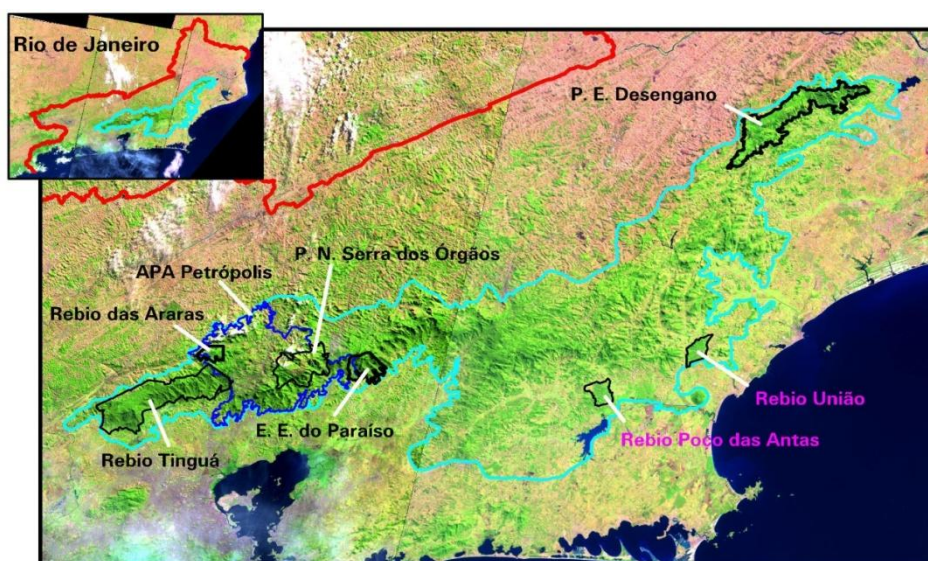 Rio de Janeiro
P. E. Desengano
P. N. Serra dos Órgãos
APA Petrópolis
Rebio das Araras
Rebio União
E. E. do Paraíso
Rebio Poço das Antas
Rebio Tinguá